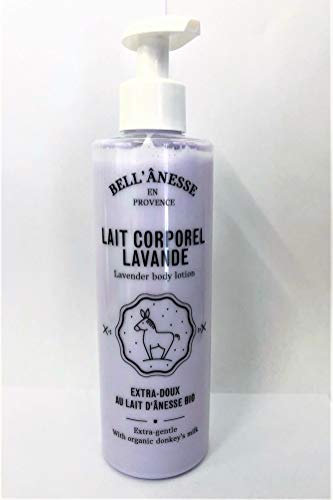 BELL'ÂNESSE
EN
PROVENCE
LAIT CORPOREL
LAVANDE
Lavender body lotion
EXTRA-DOUX
AU LAIT D'ÂNESSE BIO
Extra-gentle
With organic donkey's milk